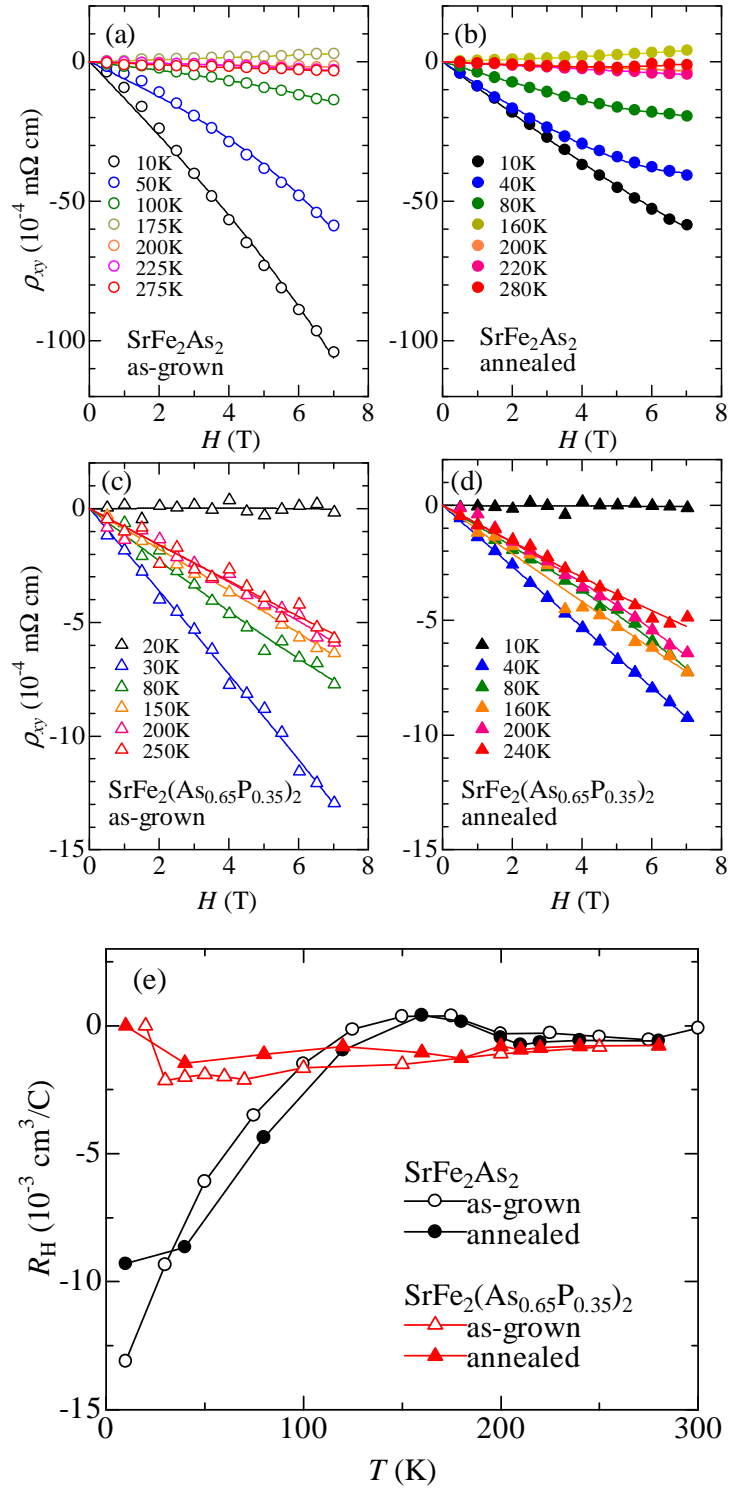 (a)
0
-50
-100
ρxy (10⁻⁴ mΩ cm)
10K
50K
100K
175K
200K
225K
275K
SrFe₂As₂
as-grown
0 2 4 6 8
H (T)
(b)
0
-50
-100
10K
40K
80K
160K
200K
220K
280K
SrFe₂As₂
annealed
0 2 4 6 8
H (T)
(c)
0
-5
-10
-15
ρxy (10⁻⁴ mΩ cm)
20K
30K
80K
150K
200K
250K
SrFe₂(As₀.₆₅P₀.₃₅)₂
as-grown
0 2 4 6 8
H (T)
(d)
0
-5
-10
-15
10K
40K
80K
160K
200K
240K
SrFe₂(As₀.₆₅P₀.₃₅)₂
annealed
0 2 4 6 8
H (T)
(e)
0
-5
-10
-15
R_H (10⁻³ cm³/C)
SrFe₂As₂
as-grown
annealed
SrFe₂(As₀.₆₅P₀.₃₅)₂
as-grown
annealed
0 100 200 300
T (K)